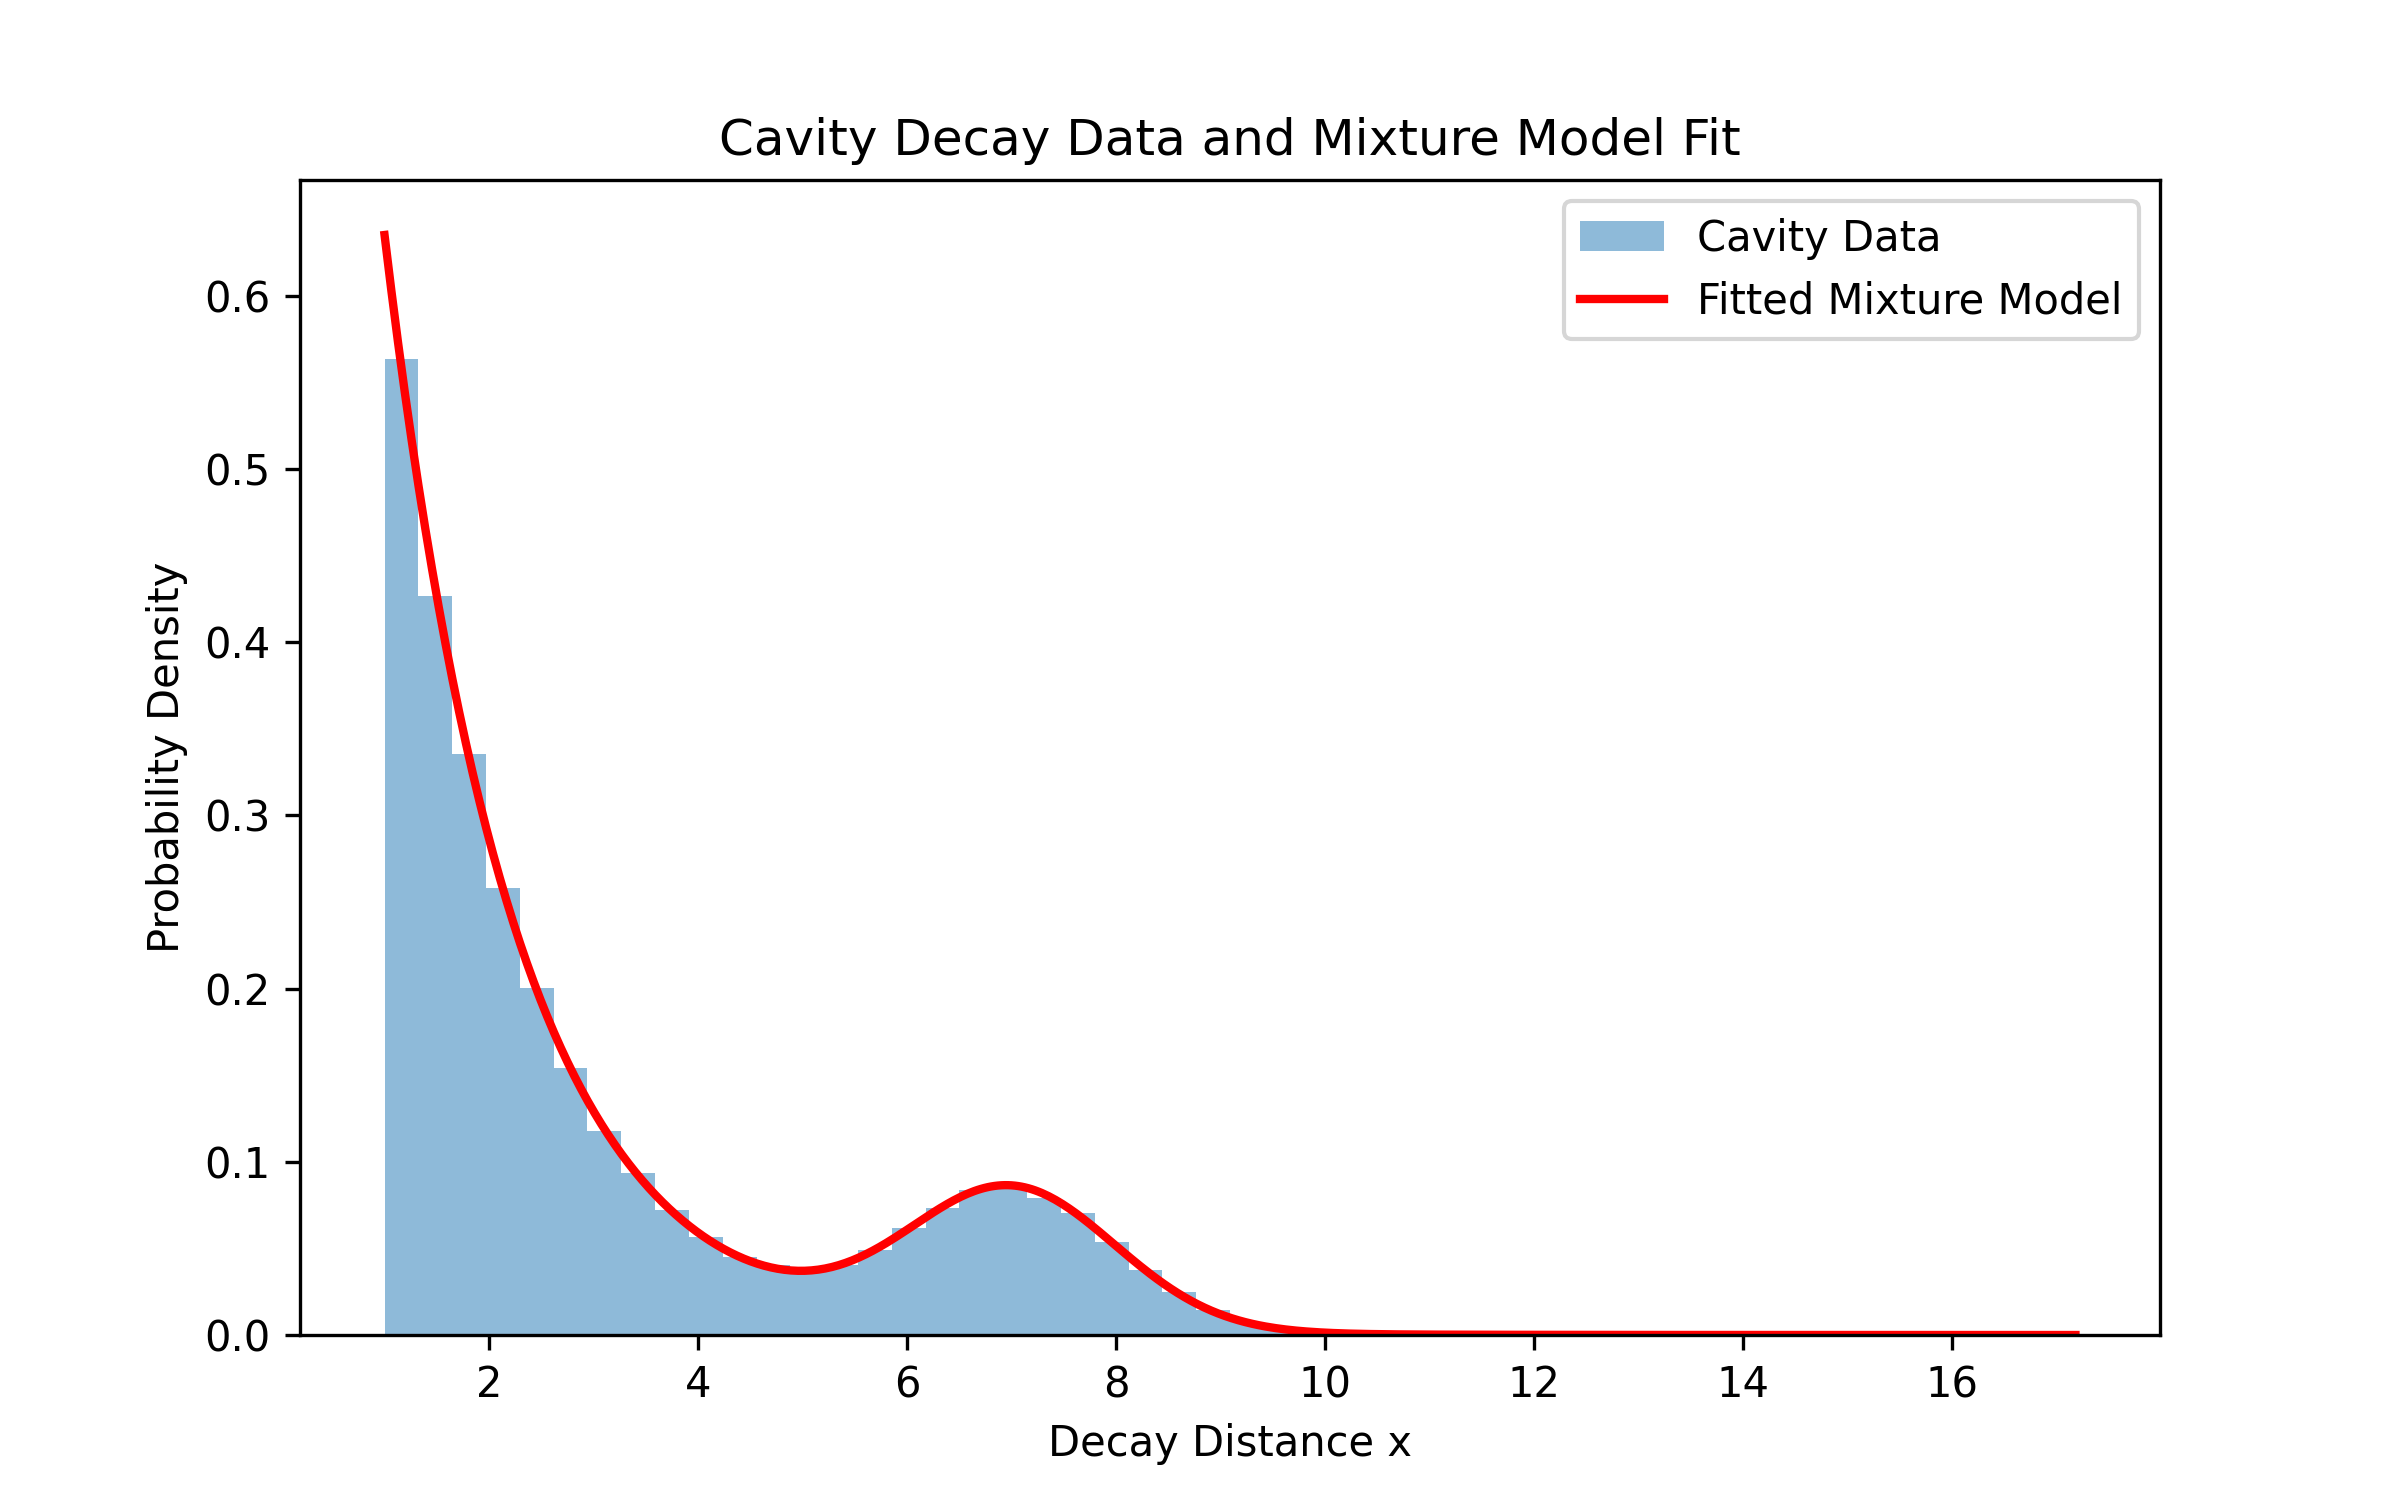 Cavity Decay Data and Mixture Model Fit
Cavity Data
Fitted Mixture Model
Probability Density
0.6
0.5
0.4
0.3
0.2
0.1
0.0
2 4 6 8 10 12 14 16
Decay Distance x